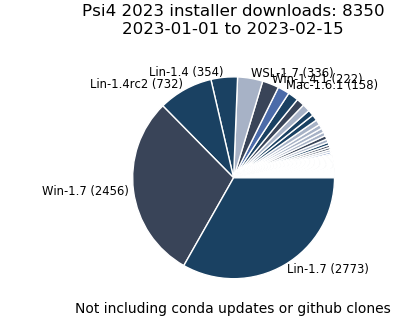 Psi4 2023 installer downloads: 8350
2023-01-01 to 2023-02-15
Lin-1.4 (354)
WSL-1.7 (336)
Win-1.4.1 (222)
Lin-1.4rc2 (732)
Mac-1.6.1 (158)
Win-1.7 (2456)
Lin-1.7 (2773)
Not including conda updates or github clones